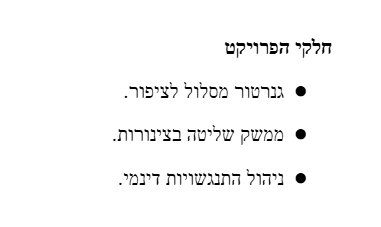 חלקי הפרויקט
● גנרטור מסלול לציפור.
● ממשק שליטה בצינורות.
● ניהול התנגשויות דינמי.